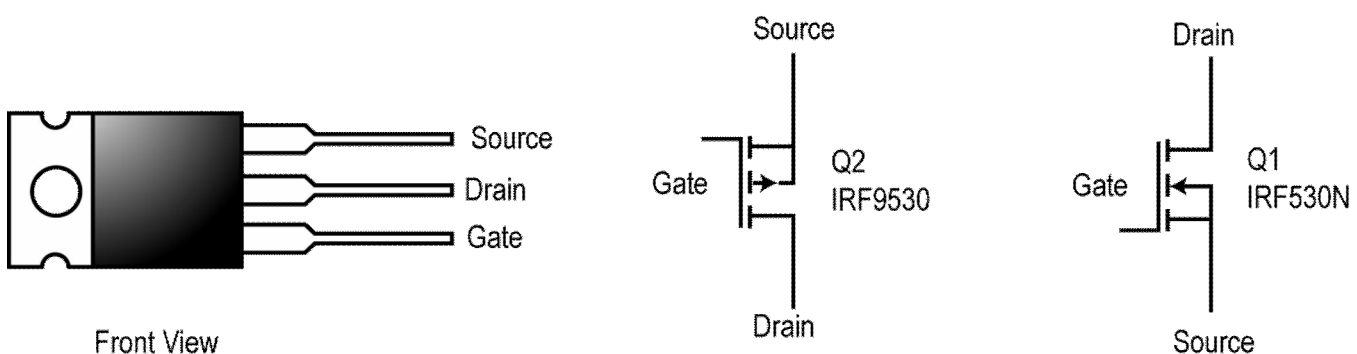 Source
Drain
Gate
Front View
Source
Gate
Q2
IRF9530
Drain
Drain
Gate
Q1
IRF530N
Source